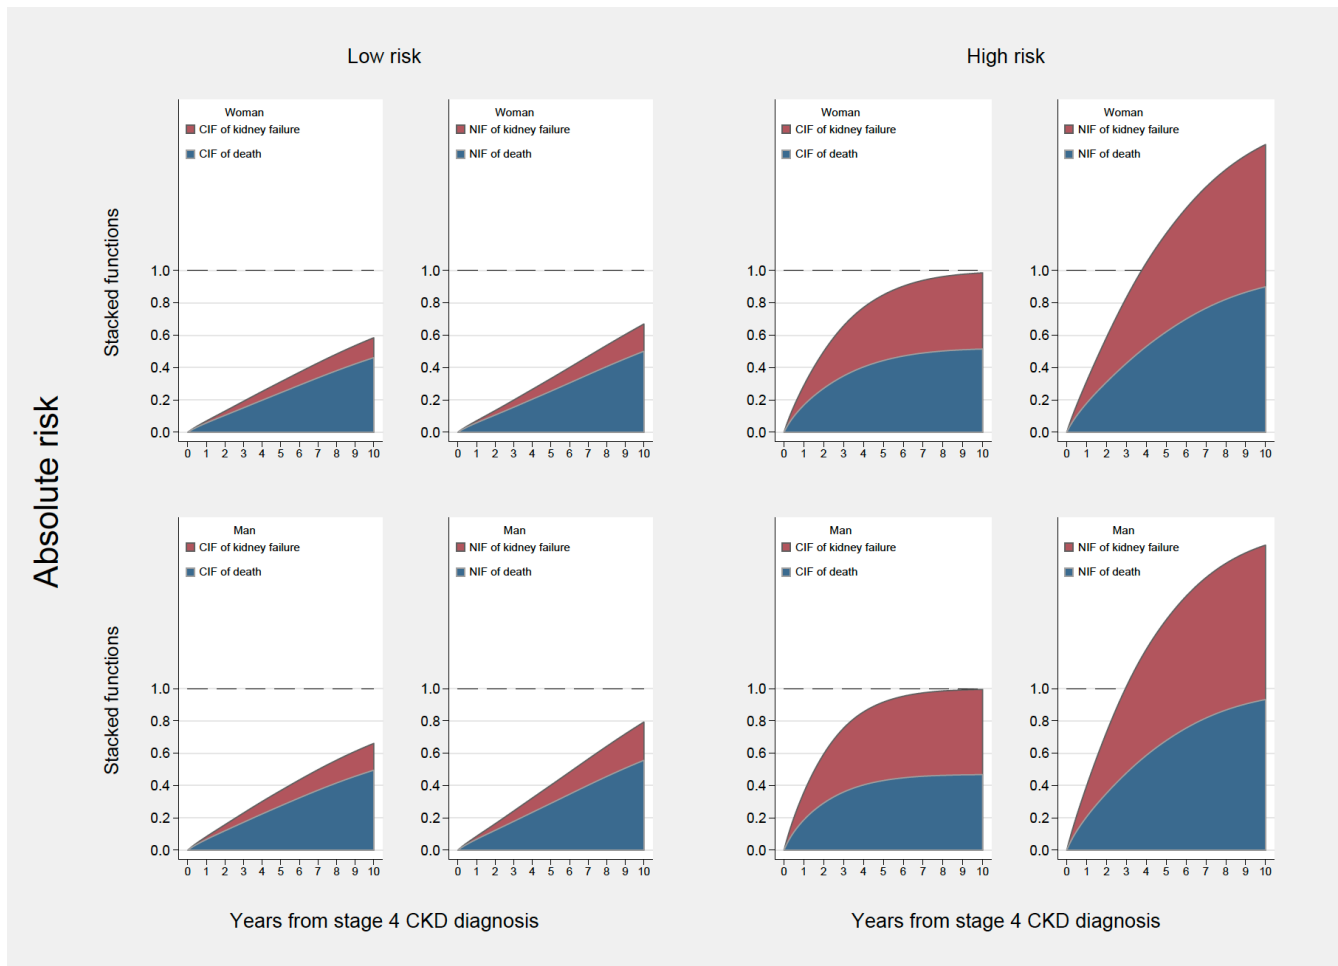 Low risk
High risk
Absolute risk
Stacked functions
Woman
CIF of kidney failure
CIF of death
1.0
0.8
0.6
0.4
0.2
0.0
0 1 2 3 4 5 6 7 8 9 10
Woman
NIF of kidney failure
NIF of death
1.0
0.8
0.6
0.4
0.2
0.0
0 1 2 3 4 5 6 7 8 9 10
Woman
CIF of kidney failure
CIF of death
1.0
0.8
0.6
0.4
0.2
0.0
0 1 2 3 4 5 6 7 8 9 10
Woman
NIF of kidney failure
NIF of death
1.0
0.8
0.6
0.4
0.2
0.0
0 1 2 3 4 5 6 7 8 9 10
Stacked functions
Man
CIF of kidney failure
CIF of death
1.0
0.8
0.6
0.4
0.2
0.0
0 1 2 3 4 5 6 7 8 9 10
Man
NIF of kidney failure
NIF of death
1.0
0.8
0.6
0.4
0.2
0.0
0 1 2 3 4 5 6 7 8 9 10
Man
CIF of kidney failure
CIF of death
1.0
0.8
0.6
0.4
0.2
0.0
0 1 2 3 4 5 6 7 8 9 10
Man
NIF of kidney failure
NIF of death
1.0
0.8
0.6
0.4
0.2
0.0
0 1 2 3 4 5 6 7 8 9 10
Years from stage 4 CKD diagnosis
Years from stage 4 CKD diagnosis